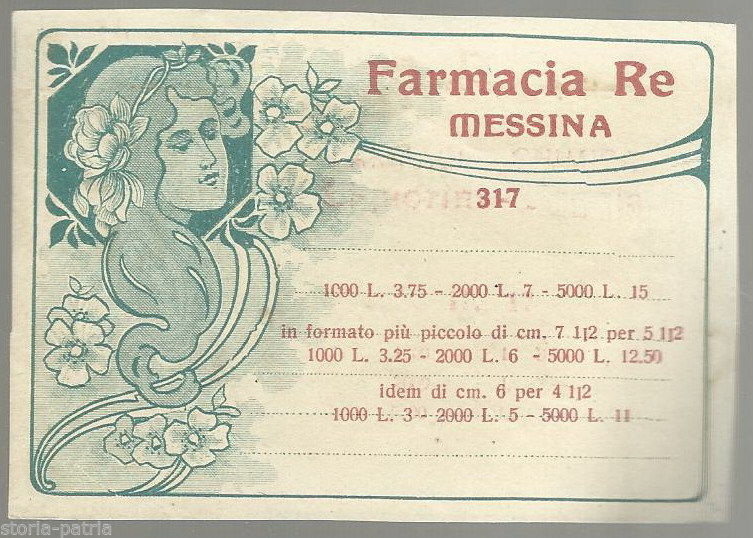 Farmacia Re
MESSINA
317
1000 L. 3.75 - 2000 L. 7 - 5000 L. 15
in formato più piccolo di cm. 7 1|2 per 5 1|2
1000 L. 3.25 - 2000 L. 6 - 5000 L. 12.50
idem di cm. 6 per 4 1|2
1000 L. 3 - 2000 L. 5 - 5000 L. 11
storia-patria